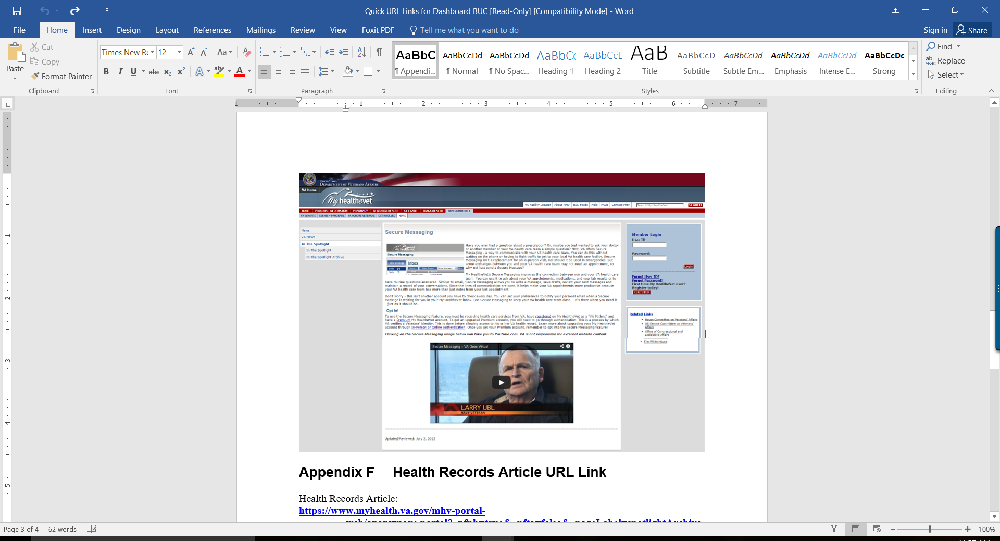 Quick URL Links for Dashboard BUC [Read-Only] [Compatibility Mode] - Word
File Home Insert Design Layout References Mailings Review View Foxit PDF Tell me what you want to do Sign in Share
Paste
Cut
Copy
Format Painter
Clipboard
Times New Ro 12
Font
Paragraph
AaBbC AaBbCcDd AaBbCcDd AaBbC AaBbCcD AaB AaBbCcD AaBbCcDd AaBbCcDd AaBbCcDd AaBbCcDd
¶ Appendi... ¶ Normal ¶ No Spac... Heading 1 Heading 2 Title Subtitle Subtle Em... Emphasis Intense E... Strong
Styles
Find
Replace
Select
Editing
1 1 2 3 4 5 6 7
UNITED STATES
DEPARTMENT OF VETERANS AFFAIRS
VA Home
My healthevet
VA Facility Locator About MHV RSS Feeds Help FAQs Contact MHV Search My HealtheVet SEARCH
HOME PERSONAL INFORMATION PHARMACY RESEARCH HEALTH GET CARE TRACK HEALTH MHV COMMUNITY
VA BENEFITS EVENTS + PROGRAMS VA HONORS VETERANS GET INVOLVED NEWS
News
VA News
In The Spotlight
In The Spotlight
In The Spotlight Archive
Secure Messaging
Secure Messaging
New Message
Inbox
Have you ever had a question about a prescription? Or, maybe you just wanted to ask your doctor
or another member of your VA health care team a simple question? Now, VA offers Secure
Messaging - a way to communicate with your VA health care team. You can do this without
waiting on the phone or having to fight traffic to get to your local VA health care facility. Secure
Messaging isn't a replacement for an in-person visit, nor should it be used in emergencies. But
some exchanges between you and your VA health care team may not need an appointment, so
why not just send a Secure Message?
My HealtheVet's Secure Messaging improves the connection between you and your VA health care
team. You can use it to ask about your VA appointments, medications, and your lab results or to
have routine questions answered. Similar to email, Secure Messaging allows you to write a message, save drafts, review your sent messages and
maintain a record of your conversations. Since the lines of communication are open, it helps make your VA appointments more productive because
your VA health care team has more than just notes from your last appointment.
Don't worry - this isn't another account you have to check every day. You can set your preferences to notify your personal email when a Secure
Message is waiting for you in your My HealtheVet inbox. Use Secure Messaging to keep your VA health care team close. . It's there when you need it
- just as it should be.
Opt in!
To use the Secure Messaging feature, you must be receiving health care services from VA, have registered on My HealtheVet as a "VA Patient" and
have a Premium My HealtheVet account. To get an upgraded Premium account, you will need to go through authentication. This is a process by which
VA verifies a Veterans' identity. This is done before allowing access to his or her VA health record. Learn more about upgrading your My HealtheVet
account through In-Person or Online Authentication. Once you get your Premium account, remember to opt into the Secure Messaging feature!
Clicking on the Secure Messaging image below will take you to Youtube.com. VA is not responsible for external website content.
Secure Messaging – VA Goes Virtual
LARRY UBL
NAVY VETERAN
Updated/Reviewed: July 2, 2012
Member Login
User ID:
Password:
Login
Forgot User ID?
Forgot Password?
First time My HealtheVet user?
Register today!
REGISTER
Related Links
House Committee on Veterans' Affairs
US Senate Committee on Veterans'
Affairs
Office of Congressional and
Legislative Affairs
The White House
Appendix F Health Records Article URL Link
Health Records Article:
https://www.myhealth.va.gov/mhv-portal-
web/anonymous.portal?_nfpb=true&_nfto=false&_pageLabel=spotlightArchive
Page 3 of 4 62 words 100%